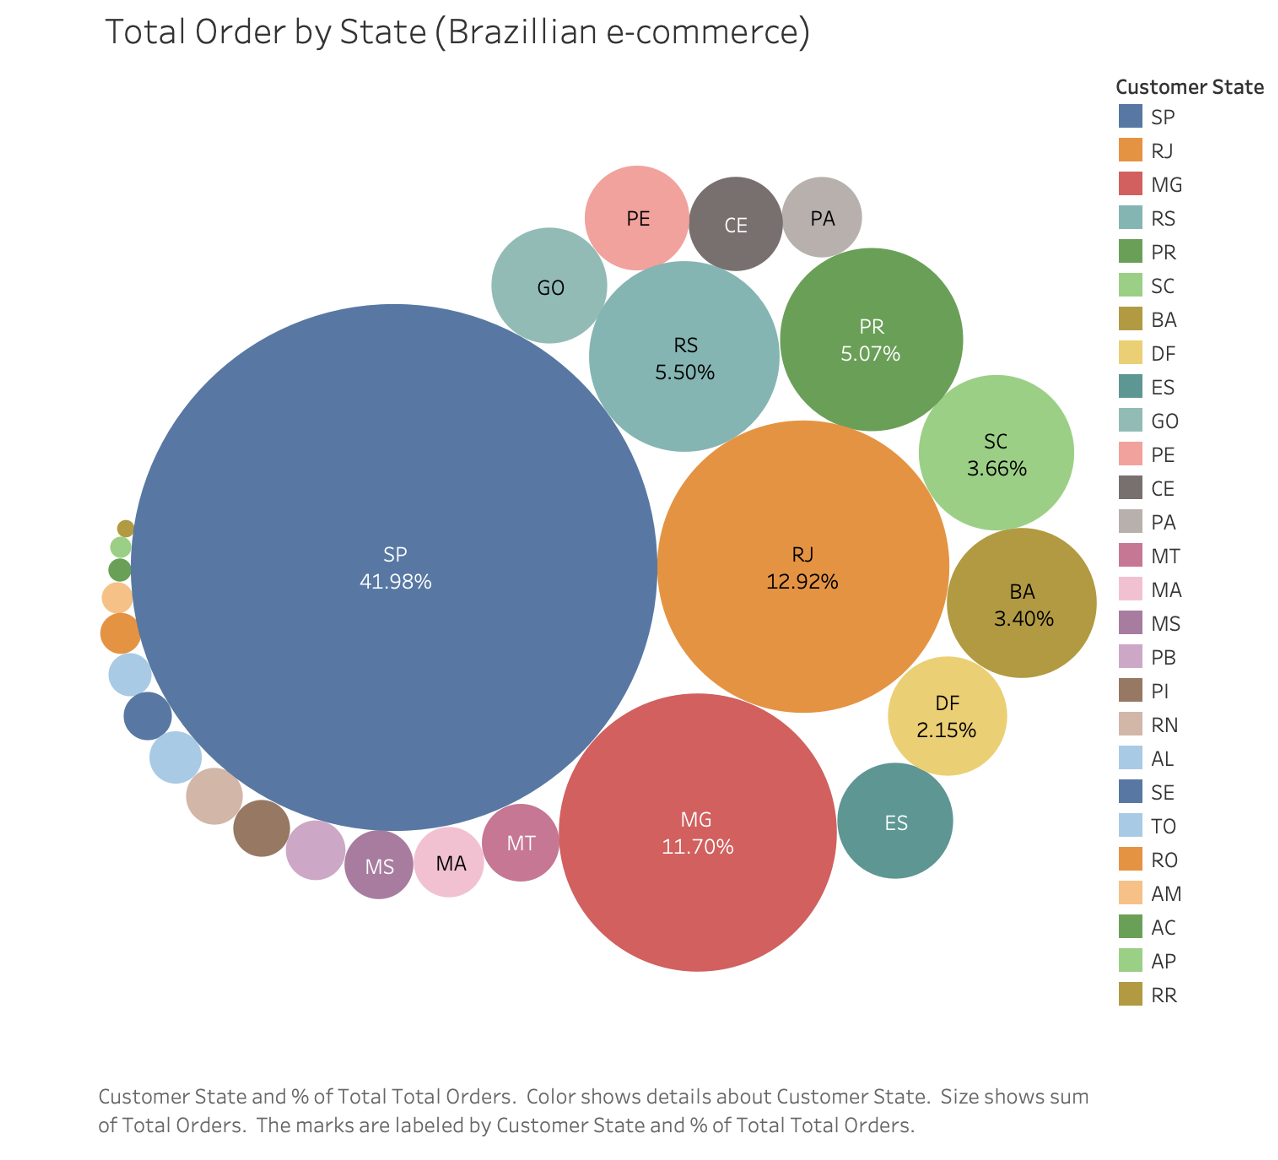 Total Order by State (Brazillian e-commerce)
Customer State
SP
RJ
MG
RS
PR
SC
BA
DF
ES
GO
PE
CE
PA
MT
MA
MS
PB
PI
RN
AL
SE
TO
RO
AM
AC
AP
RR
PE
CE
PA
GO
RS
5.50%
PR
5.07%
SC
3.66%
SP
41.98%
RJ
12.92%
BA
3.40%
DF
2.15%
MG
11.70%
ES
MT
MA
MS
Customer State and % of Total Total Orders.  Color shows details about Customer State.  Size shows sum
of Total Orders.  The marks are labeled by Customer State and % of Total Total Orders.